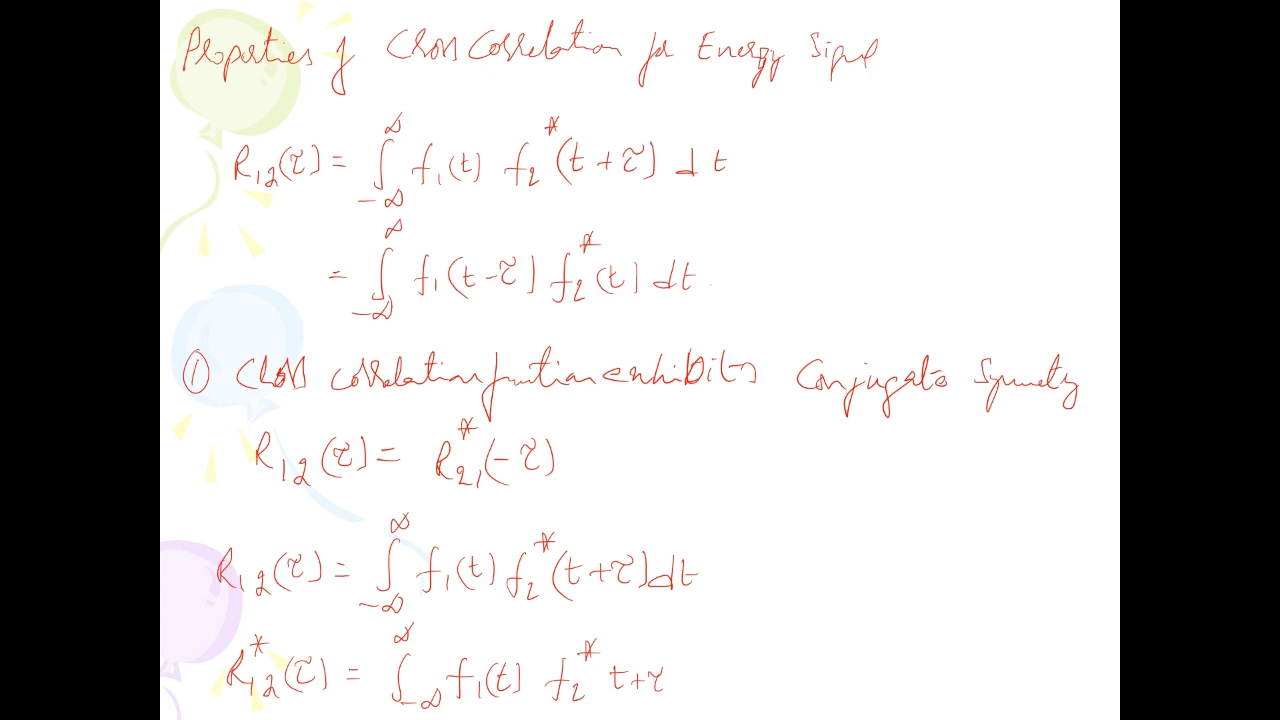 Properties of Cross Correlation for Energy Signal
R₁₂(τ) = ∫_{-∞}^{∞} f₁(t) f₂*(t+τ) dt
= ∫_{-∞}^{∞} f₁(t-τ) f₂*(t) dt
① Cross correlation function exhibits Conjugate Symmetry
R₁₂(τ) = R₂₁*(-τ)
R₁₂(τ) = ∫_{-∞}^{∞} f₁(t) f₂*(t+τ) dt
R₁₂*(τ) = ∫_{-∞}^{∞} f₁(t) f₂* t+τ